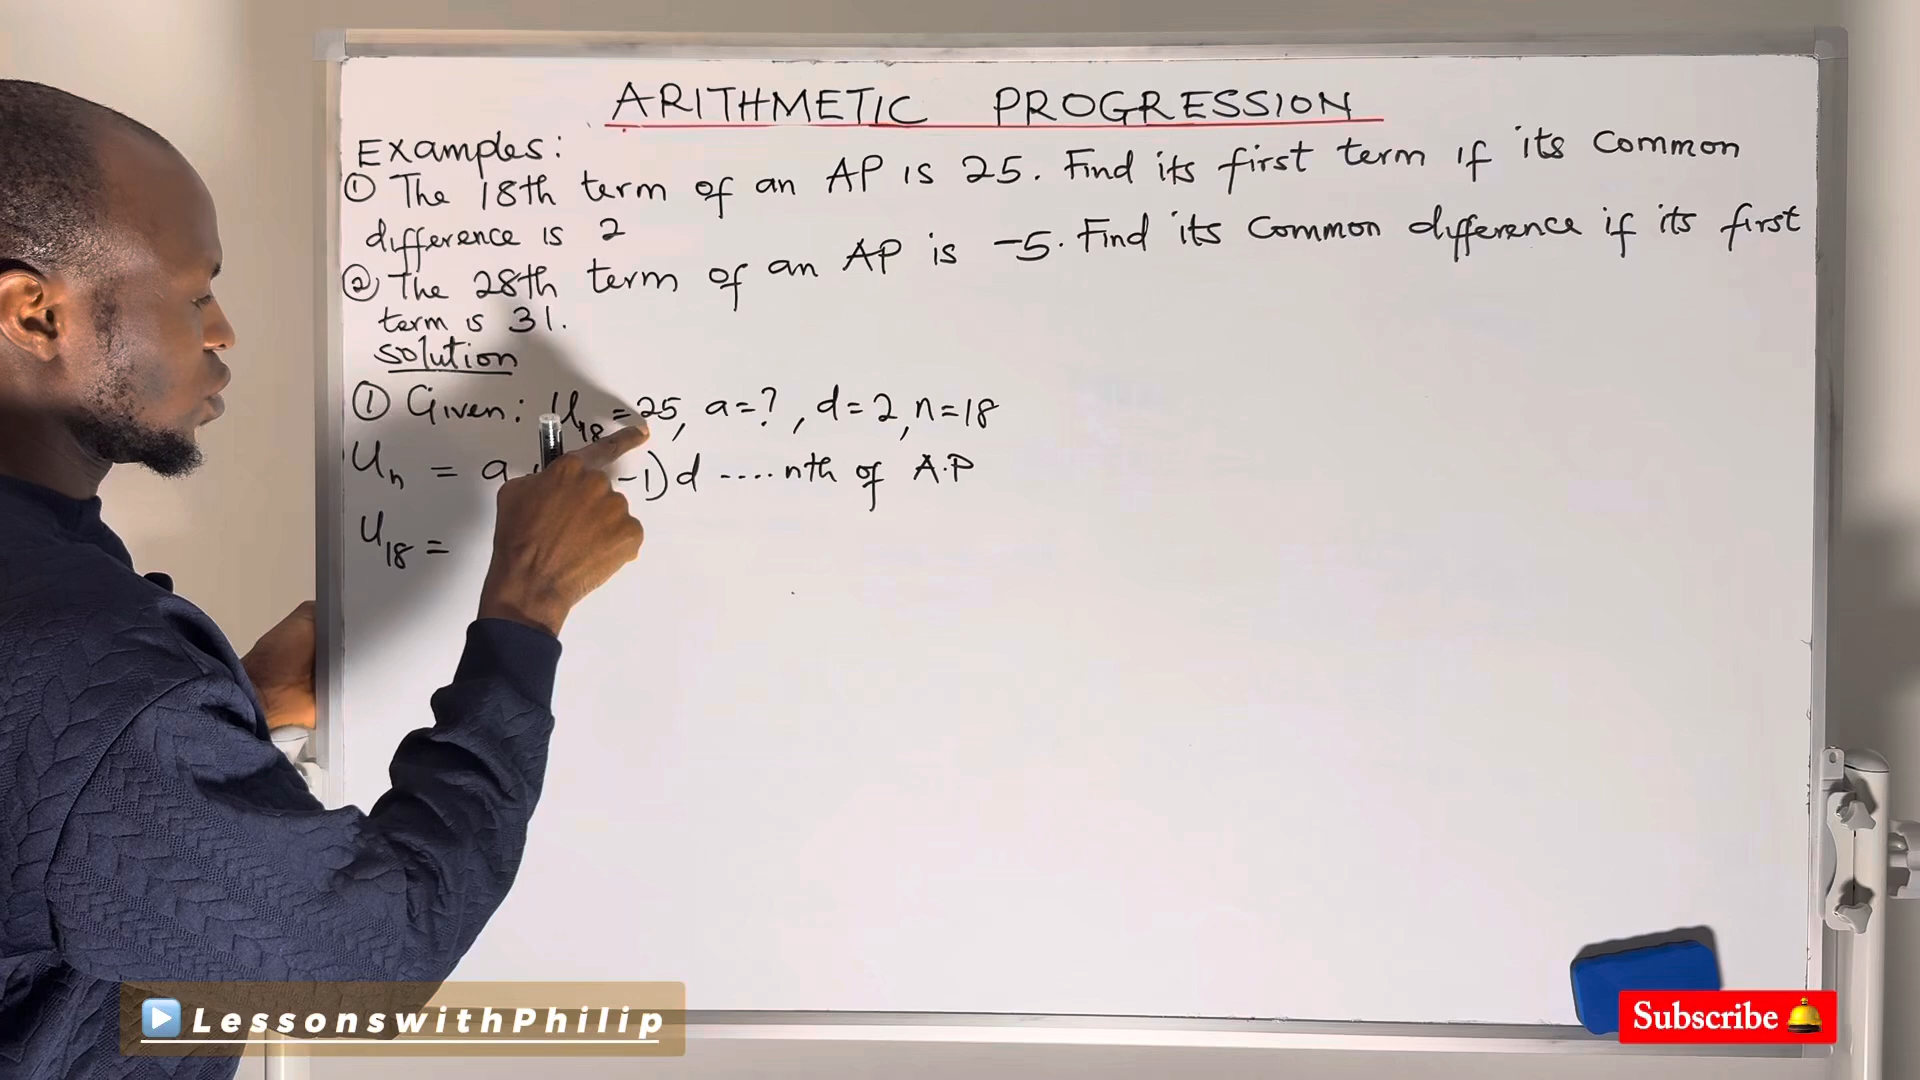 ARITHMETIC PROGRESSION
Examples:
① The 18th term of an AP is 25. Find its first term if its common
difference is 2
② The 28th term of an AP is -5. Find its common difference if its first
term is 31.
solution
① Given: U18 = 25, a = ?, d = 2, n = 18
Un = a -1)d ....nth of A.P
U18 =
LessonswithPhilip
Subscribe